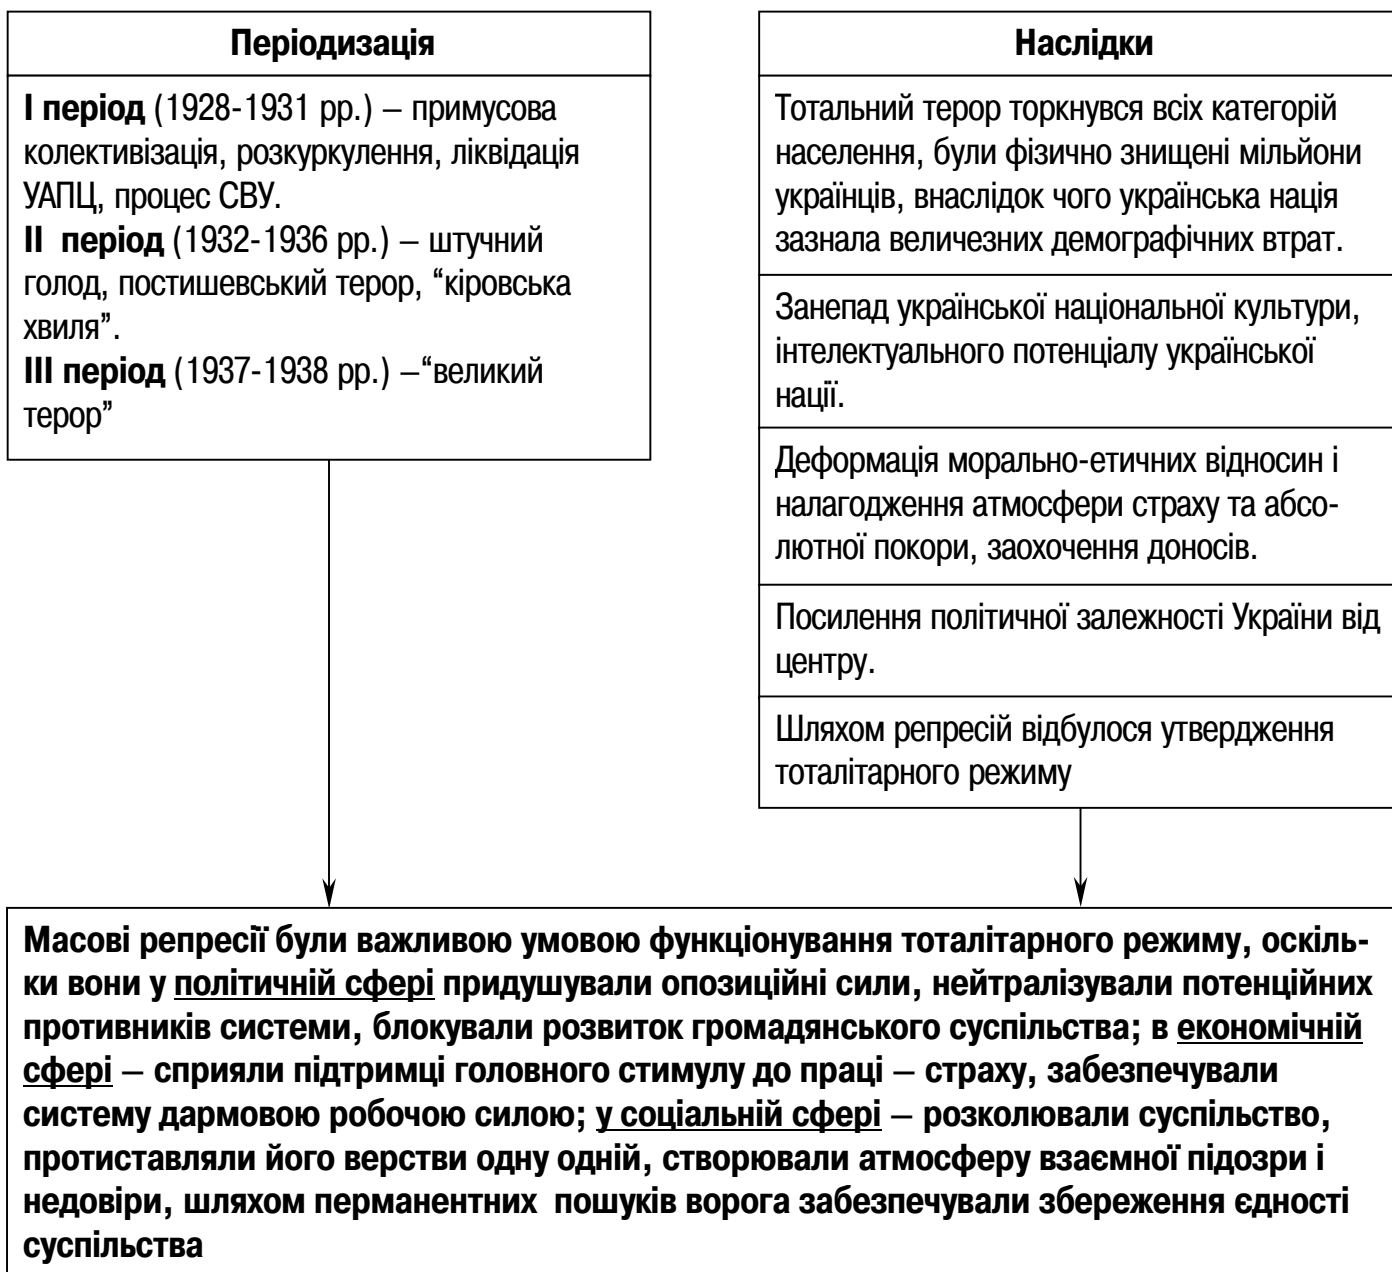 Періодизація
І період (1928-1931 рр.) – примусова
колективізація, розкуркулення, ліквідація
УАПЦ, процес СВУ.
ІІ період (1932-1936 рр.) – штучний
голод, постишевський терор, “кіровська
хвиля”.
ІІІ період (1937-1938 рр.) –“великий
терор”
Наслідки
Тотальний терор торкнувся всіх категорій
населення, були фізично знищені мільйони
українців, внаслідок чого українська нація
зазнала величезних демографічних втрат.
Занепад української національної культури,
інтелектуального потенціалу української
нації.
Деформація морально-етичних відносин і
налагодження атмосфери страху та абсо-
лютної покори, заохочення доносів.
Посилення політичної залежності України від
центру.
Шляхом репресій відбулося утвердження
тоталітарного режиму
Масові репресії були важливою умовою функціонування тоталітарного режиму, оскіль-
ки вони у політичній сфері придушували опозиційні сили, нейтралізували потенційних
противників системи, блокували розвиток громадянського суспільства; в економічній
сфері – сприяли підтримці головного стимулу до праці – страху, забезпечували
систему дармовою робочою силою; у соціальній сфері – розколювали суспільство,
протиставляли його верстви одну одній, створювали атмосферу взаємної підозри і
недовіри, шляхом перманентних пошуків ворога забезпечували збереження єдності
суспільства